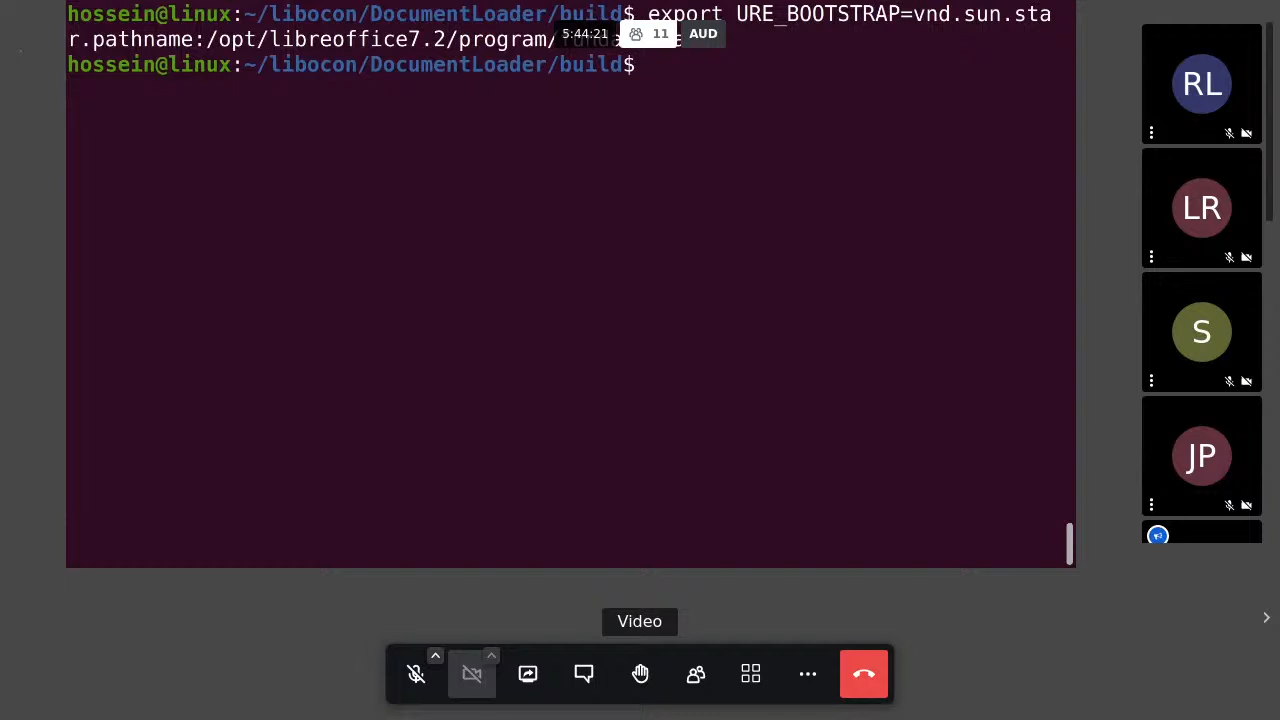 hossein@linux:~/libocon/DocumentLoader/build$ export URE_BOOTSTRAP=vnd.sun.sta
r.pathname:/opt/libreoffice7.2/program/
5:44:21 11 AUD
hossein@linux:~/libocon/DocumentLoader/build$
RL
LR
S
JP
Video